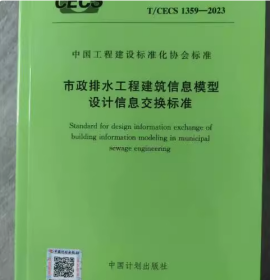 CECS
T/CECS 1359—2023
中国工程建设标准化协会标准
市政排水工程建筑信息模型
设计信息交换标准
Standard for design information exchange of
building information modeling in municipal
sewage engineering
中国计划出版社